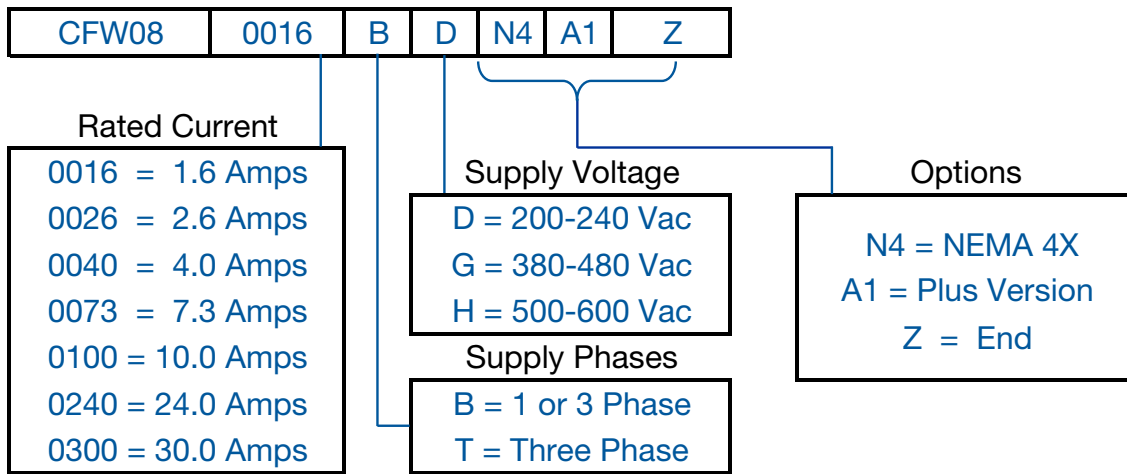 CFW08 0016 B D N4 A1 Z
Rated Current
0016 = 1.6 Amps
0026 = 2.6 Amps
0040 = 4.0 Amps
0073 = 7.3 Amps
0100 = 10.0 Amps
0240 = 24.0 Amps
0300 = 30.0 Amps
Supply Voltage
D = 200-240 Vac
G = 380-480 Vac
H = 500-600 Vac
Supply Phases
B = 1 or 3 Phase
T = Three Phase
Options
N4 = NEMA 4X
A1 = Plus Version
Z = End